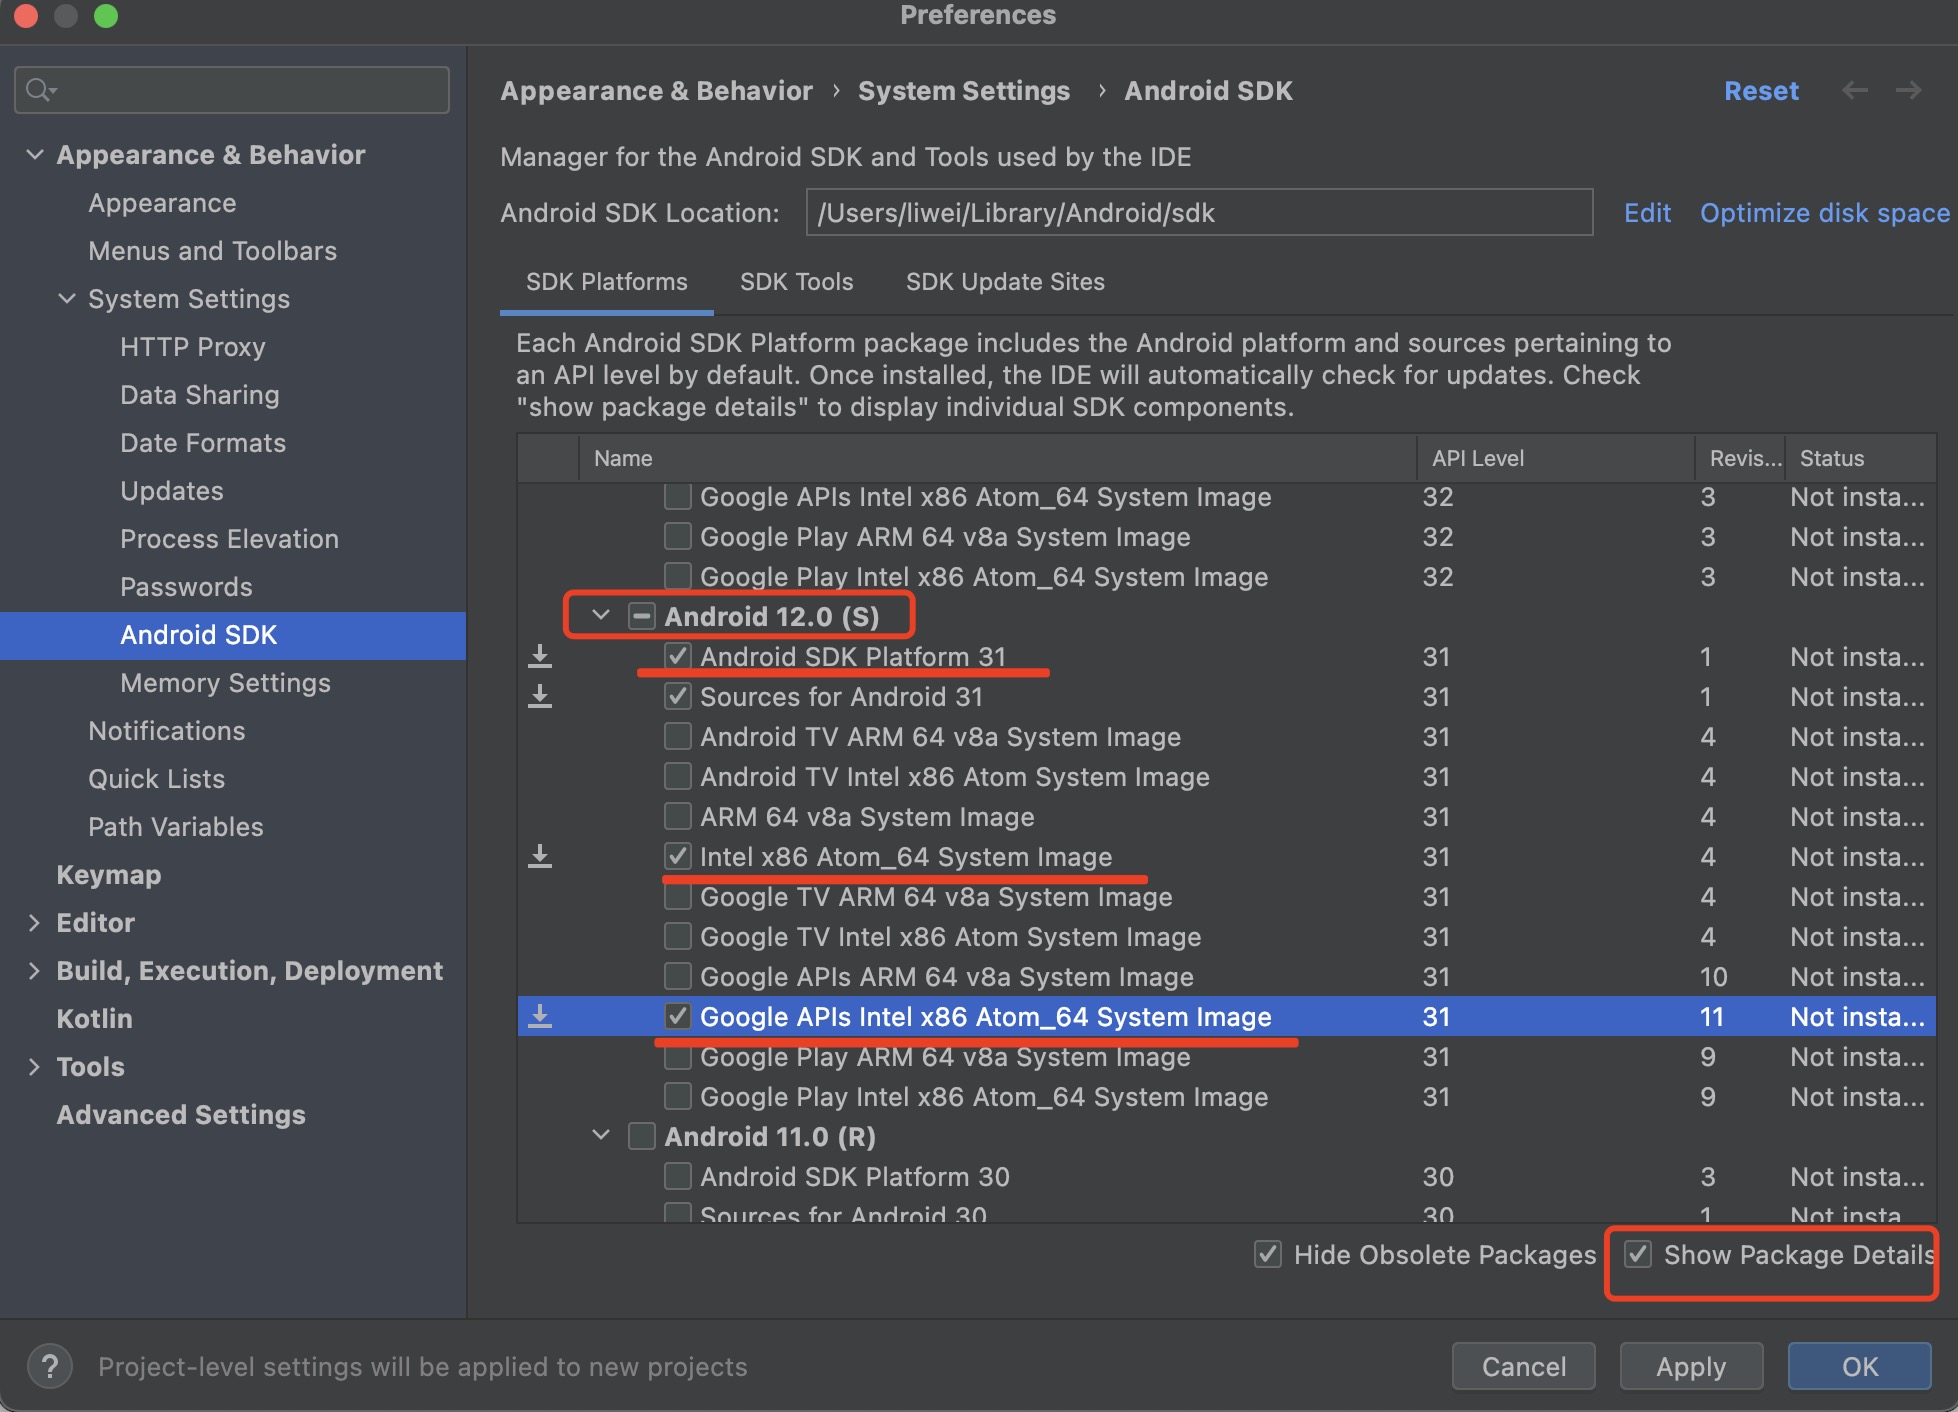 Preferences
Appearance & Behavior
Appearance
Menus and Toolbars
System Settings
HTTP Proxy
Data Sharing
Date Formats
Updates
Process Elevation
Passwords
Android SDK
Memory Settings
Notifications
Quick Lists
Path Variables
Keymap
Editor
Build, Execution, Deployment
Kotlin
Tools
Advanced Settings
Appearance & Behavior › System Settings › Android SDK
Reset
Manager for the Android SDK and Tools used by the IDE
Android SDK Location: /Users/liwei/Library/Android/sdk Edit Optimize disk space
SDK Platforms SDK Tools SDK Update Sites
Each Android SDK Platform package includes the Android platform and sources pertaining to
an API level by default. Once installed, the IDE will automatically check for updates. Check
"show package details" to display individual SDK components.
Name API Level Revis... Status
Google APIs Intel x86 Atom_64 System Image 32 3 Not insta...
Google Play ARM 64 v8a System Image 32 3 Not insta...
Google Play Intel x86 Atom_64 System Image 32 3 Not insta...
Android 12.0 (S)
Android SDK Platform 31 31 1 Not insta...
Sources for Android 31 31 1 Not insta...
Android TV ARM 64 v8a System Image 31 4 Not insta...
Android TV Intel x86 Atom System Image 31 4 Not insta...
ARM 64 v8a System Image 31 4 Not insta...
Intel x86 Atom_64 System Image 31 4 Not insta...
Google TV ARM 64 v8a System Image 31 4 Not insta...
Google TV Intel x86 Atom System Image 31 4 Not insta...
Google APIs ARM 64 v8a System Image 31 10 Not insta...
Google APIs Intel x86 Atom_64 System Image 31 11 Not insta...
Google Play ARM 64 v8a System Image 31 9 Not insta...
Google Play Intel x86 Atom_64 System Image 31 9 Not insta...
Android 11.0 (R)
Android SDK Platform 30 30 3 Not insta...
Sources for Android 30 30 1 Not insta
Hide Obsolete Packages Show Package Details
? Project-level settings will be applied to new projects
Cancel Apply OK